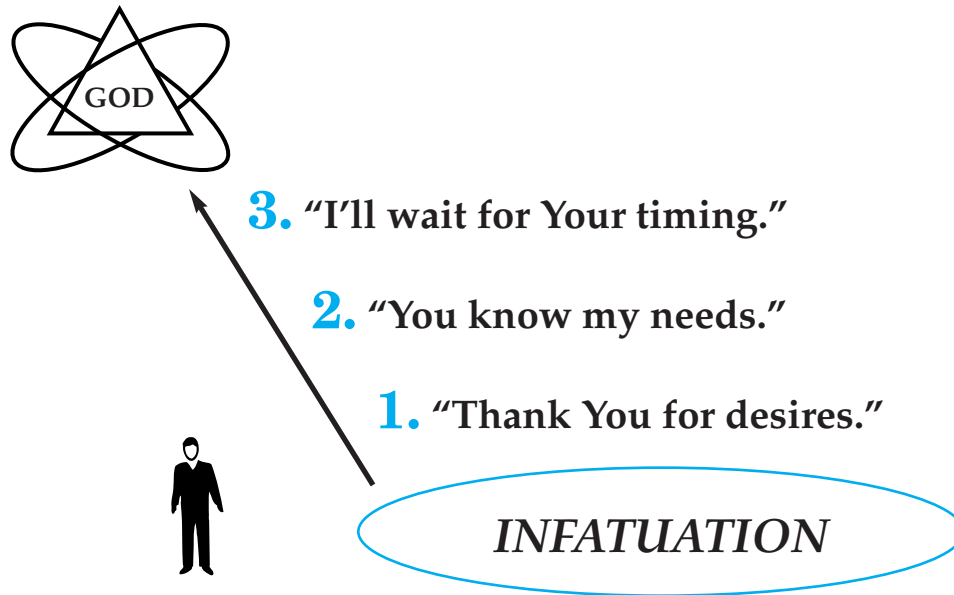 GOD
3. “I’ll wait for Your timing.”
2. “You know my needs.”
1. “Thank You for desires.”
INFATUATION